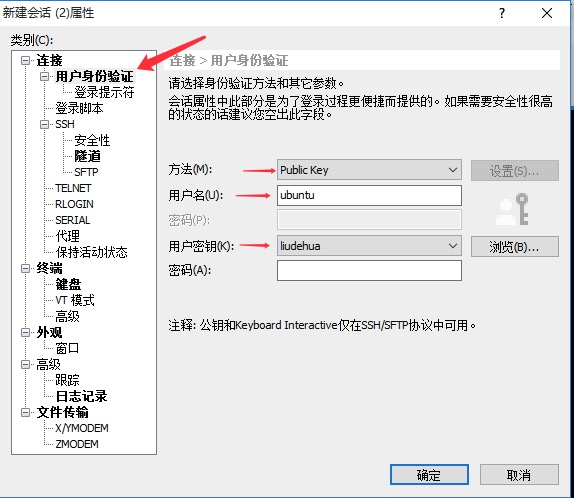 新建会话 (2)属性
?
类别(C):
连接
用户身份验证
登录提示符
登录脚本
SSH
安全性
隧道
SFTP
TELNET
RLOGIN
SERIAL
代理
保持活动状态
终端
键盘
VT 模式
高级
外观
窗口
高级
跟踪
日志记录
文件传输
X/YMODEM
ZMODEM
连接 > 用户身份验证
请选择身份验证方法和其它参数。
会话属性中此部分是为了登录过程更便捷而提供的。如果需要安全性很高
的状态的话建议您空出此字段。
方法(M):
Public Key
设置(S)...
用户名(U):
ubuntu
密码(P):
用户密钥(K):
liudehua
浏览(B)...
密码(A):
注释: 公钥和Keyboard Interactive仅在SSH/SFTP协议中可用。
确定
取消